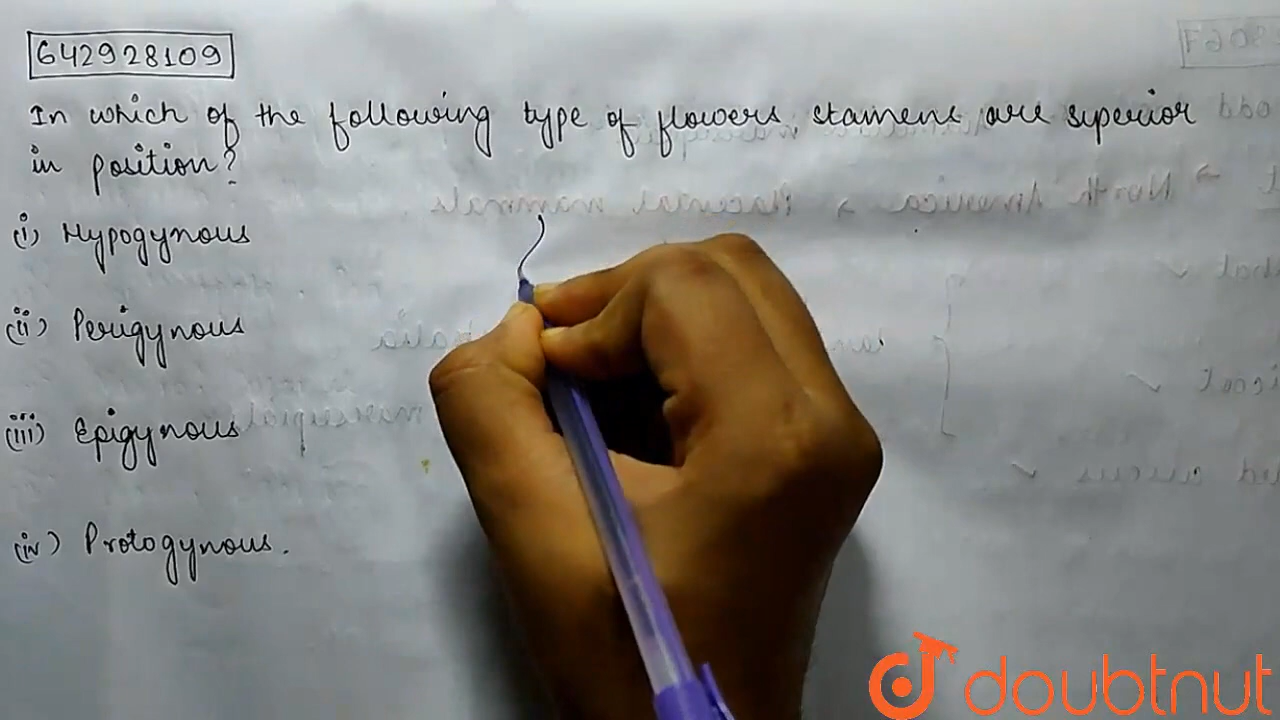 642928109
In which of the following type of flowers stamens are superior
in position?
(i) Hypogynous
(ii) Perigynous
(iii) Epigynous
(iv) Protogynous.
doubtnut